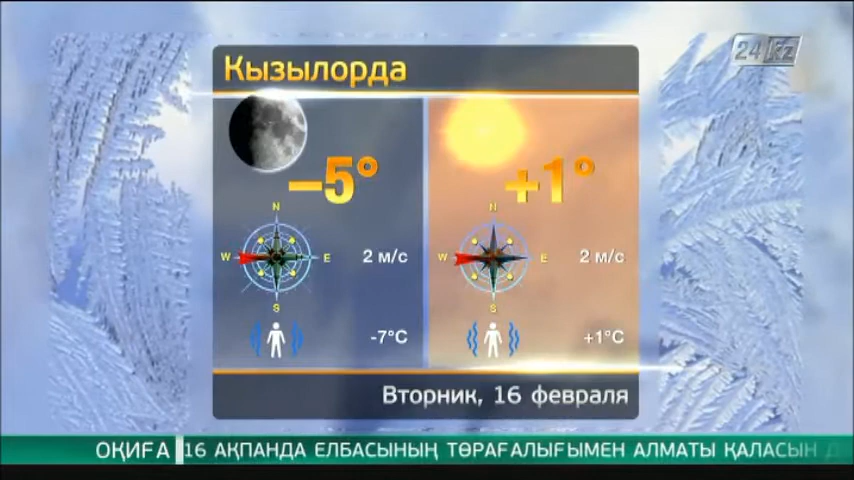 24 kz
Кызылорда
–5° +1°
N N
W E W E
2 м/с 2 м/с
S S
-7°C +1°C
Вторник, 16 февраля
ОҚИҒА 16 АҚПАНДА ЕЛБАСЫНЫҢ ТӨРАҒАЛЫҒЫМЕН АЛМАТЫ ҚАЛАСЫН